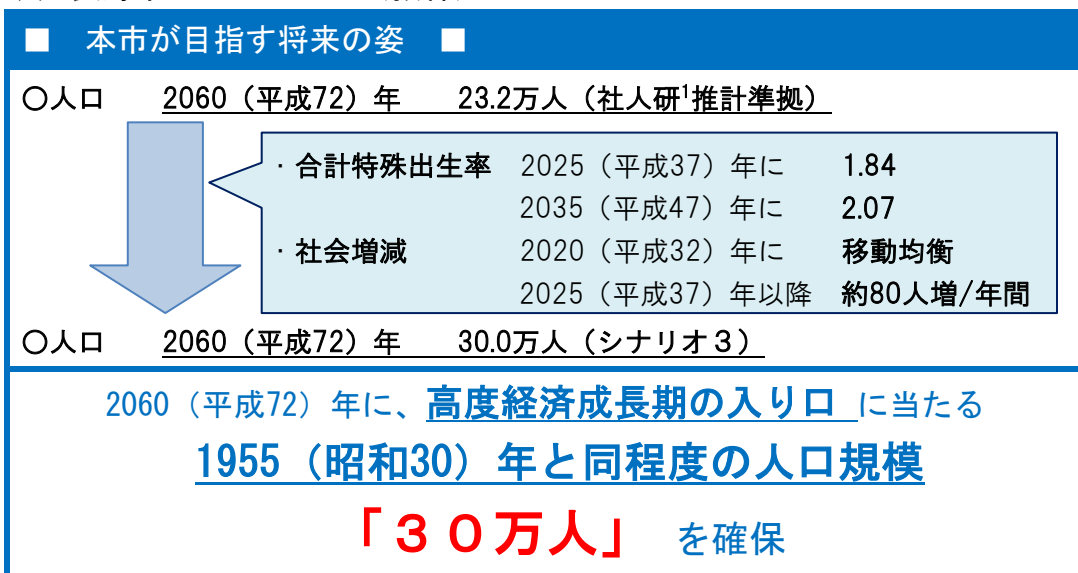 ■ 本市が目指す将来の姿 ■
○人口 2060（平成72）年 23.2万人（社人研1推計準拠）
・合計特殊出生率 2025（平成37）年に 1.84
2035（平成47）年に 2.07
・社会増減 2020（平成32）年に 移動均衡
2025（平成37）年以降 約80人増/年間
○人口 2060（平成72）年 30.0万人（シナリオ３）
2060（平成72）年に、高度経済成長期の入り口 に当たる
1955（昭和30）年と同程度の人口規模
「３０万人」 を確保